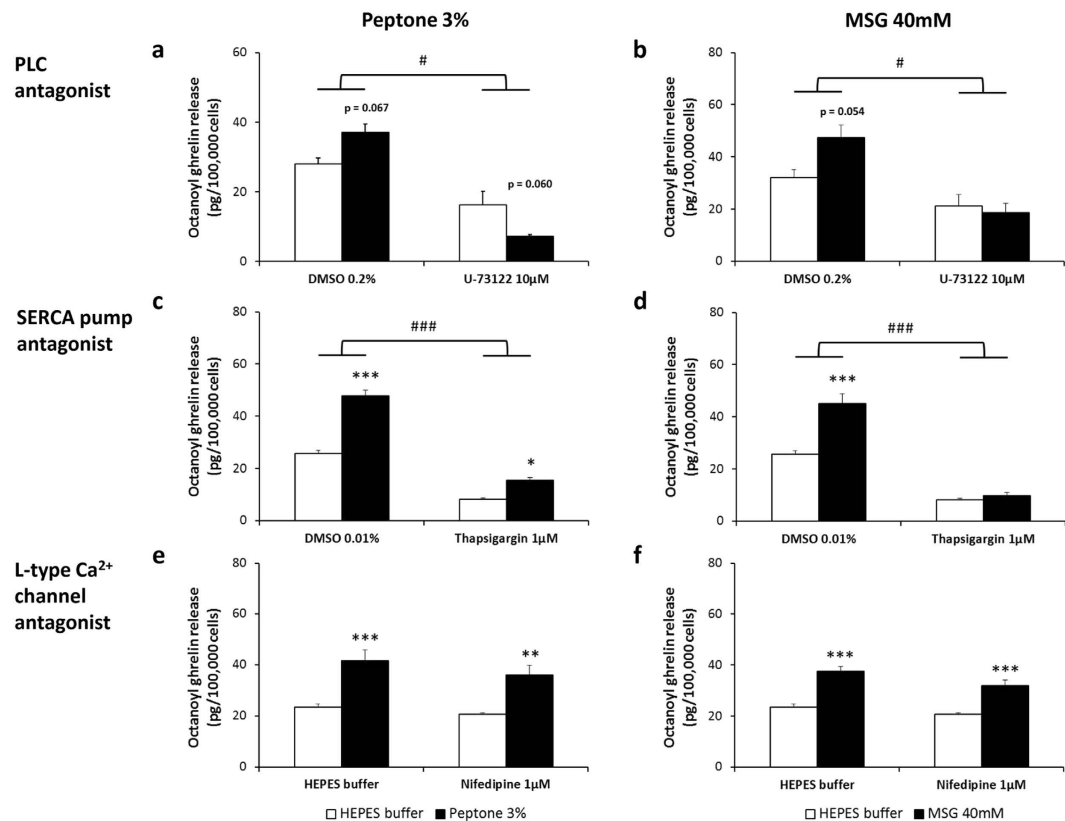 Peptone 3%
MSG 40mM
PLC
antagonist
a
Octanoyl ghrelin release
(pg/100,000 cells)
60
40
20
0
#
p = 0.067
p = 0.060
DMSO 0.2%
U-73122 10μM
b
Octanoyl ghrelin release
(pg/100,000 cells)
80
60
40
20
0
#
p = 0.054
DMSO 0.2%
U-73122 10μM
SERCA pump
antagonist
c
Octanoyl ghrelin release
(pg/100,000 cells)
80
60
40
20
0
###
***
*
DMSO 0.01%
Thapsigargin 1μM
d
Octanoyl ghrelin release
(pg/100,000 cells)
80
60
40
20
0
###
***
DMSO 0.01%
Thapsigargin 1μM
L-type Ca²⁺
channel
antagonist
e
Octanoyl ghrelin release
(pg/100,000 cells)
80
60
40
20
0
***
**
HEPES buffer
Nifedipine 1μM
HEPES buffer
Peptone 3%
f
Octanoyl ghrelin release
(pg/100,000 cells)
80
60
40
20
0
***
***
HEPES buffer
Nifedipine 1μM
HEPES buffer
MSG 40mM